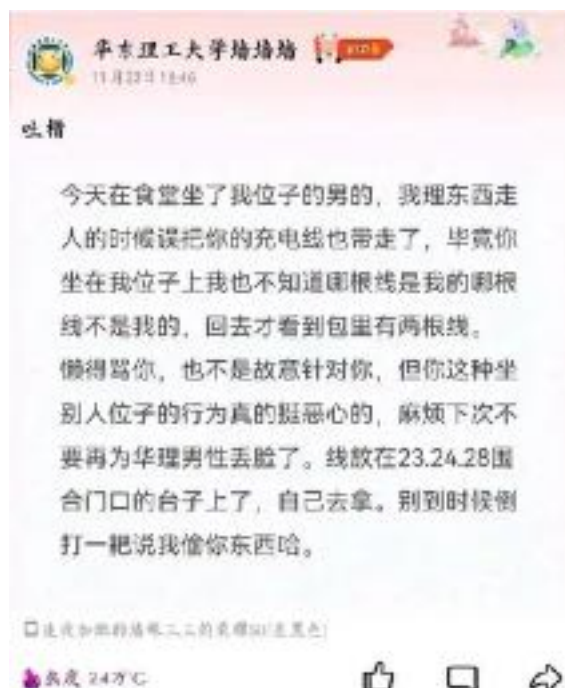 华东理工大学墙墙墙
吐槽
今天在食堂坐了我位子的男的，我理东西走
人的时候误把你的充电线也带走了，毕竟你
坐在我位子上我也不知道哪根线是我的哪根
线不是我的，回去才看到包里有两根线。
懒得骂你，也不是故意针对你，但你这种坐
别人位子的行为真的挺恶心的，麻烦下次不
要再为华理男性丢脸了。线放在23.24.28围
合门口的台子上了，自己去拿。别到时候倒
打一耙说我偷你东西哈。
热度 24万℃